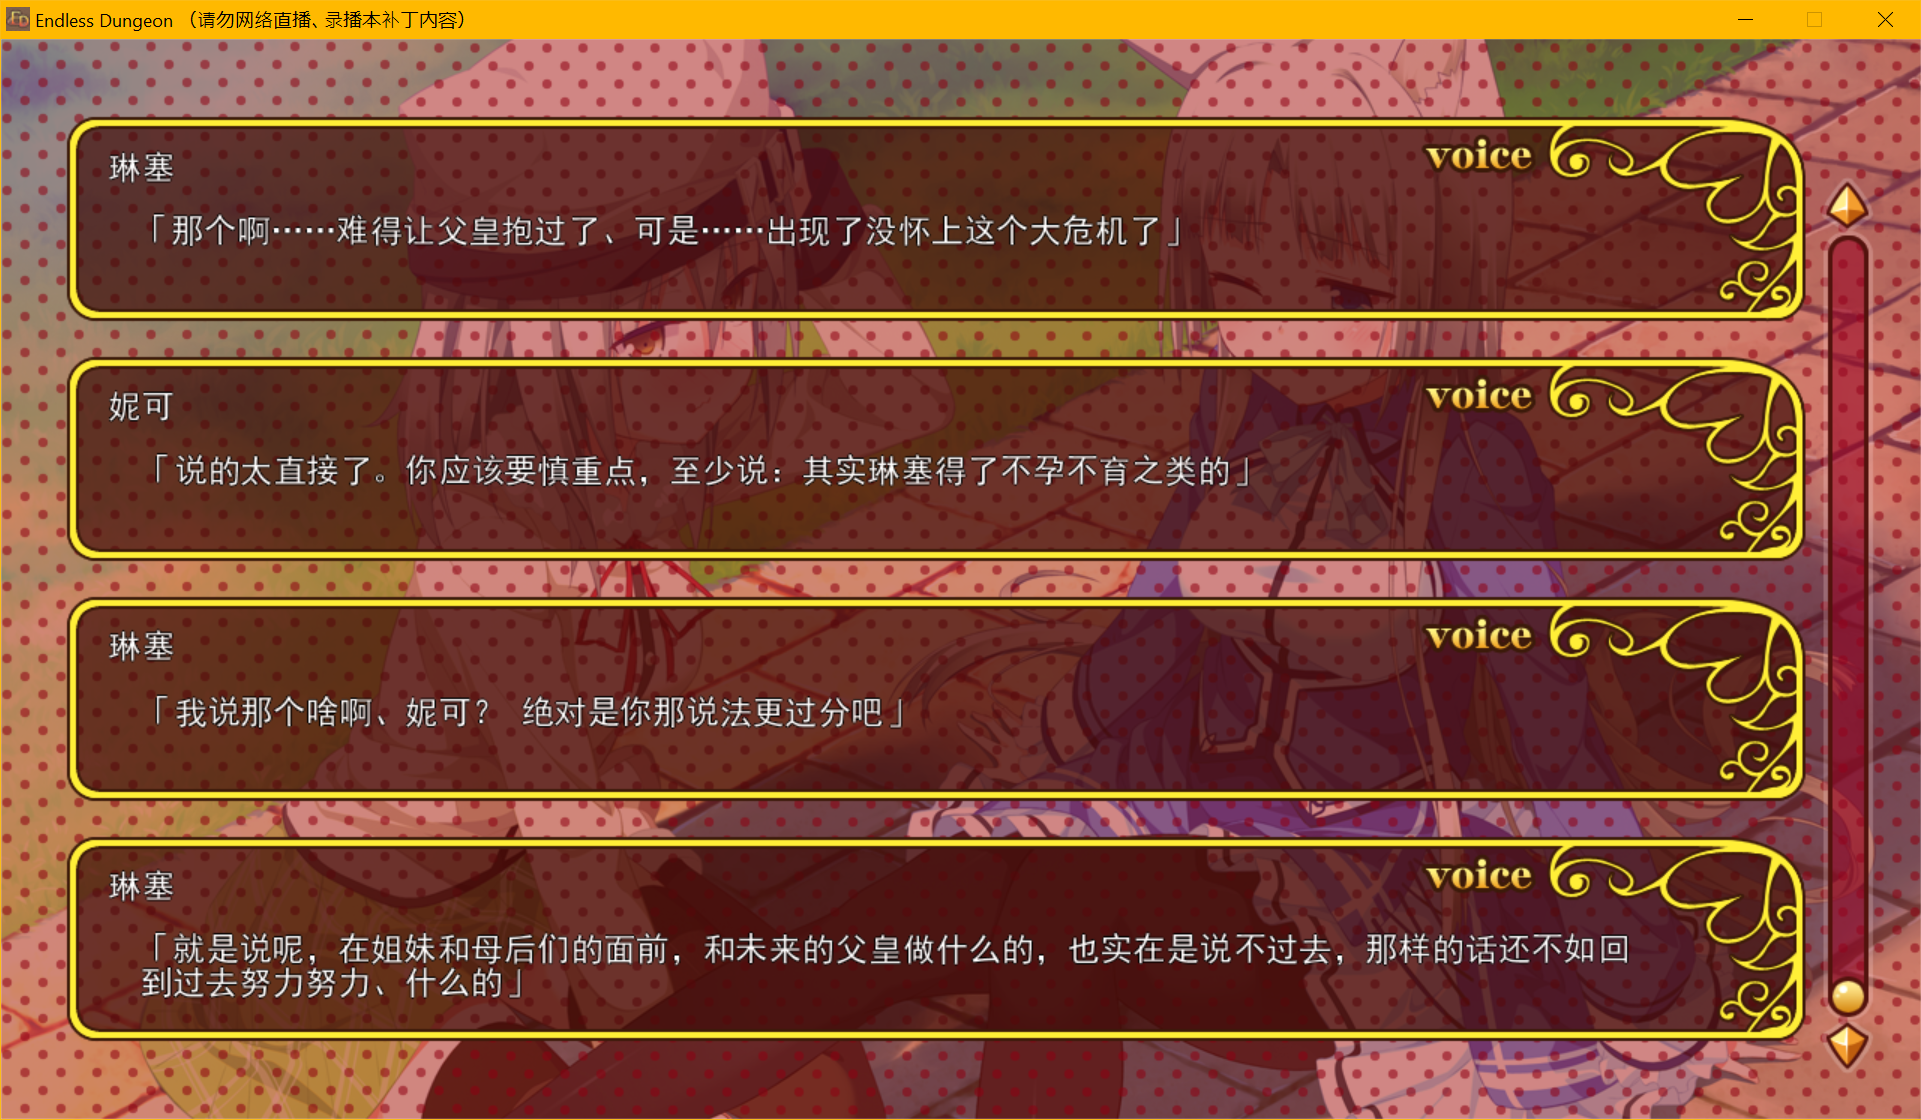 Endless Dungeon （请勿网络直播、录播本补丁内容）
琳塞
voice
「那个啊……难得让父皇抱过了、可是……出现了没怀上这个大危机了」
妮可
voice
「说的太直接了。你应该要慎重点，至少说：其实琳塞得了不孕不育之类的」
琳塞
voice
「我说那个啥啊、妮可？ 绝对是你那说法更过分吧」
琳塞
voice
「就是说呢，在姐妹和母后们的面前，和未来的父皇做什么的，也实在是说不过去，那样的话还不如回
到过去努力努力、什么的」